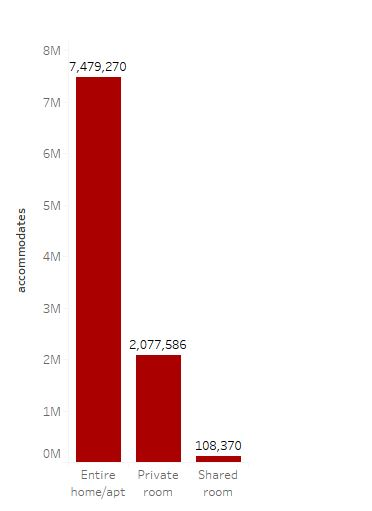 8M
7,479,270
7M
6M
5M
accommodates
4M
3M
2,077,586
2M
1M
108,370
0M
Entire home/apt
Private room
Shared room